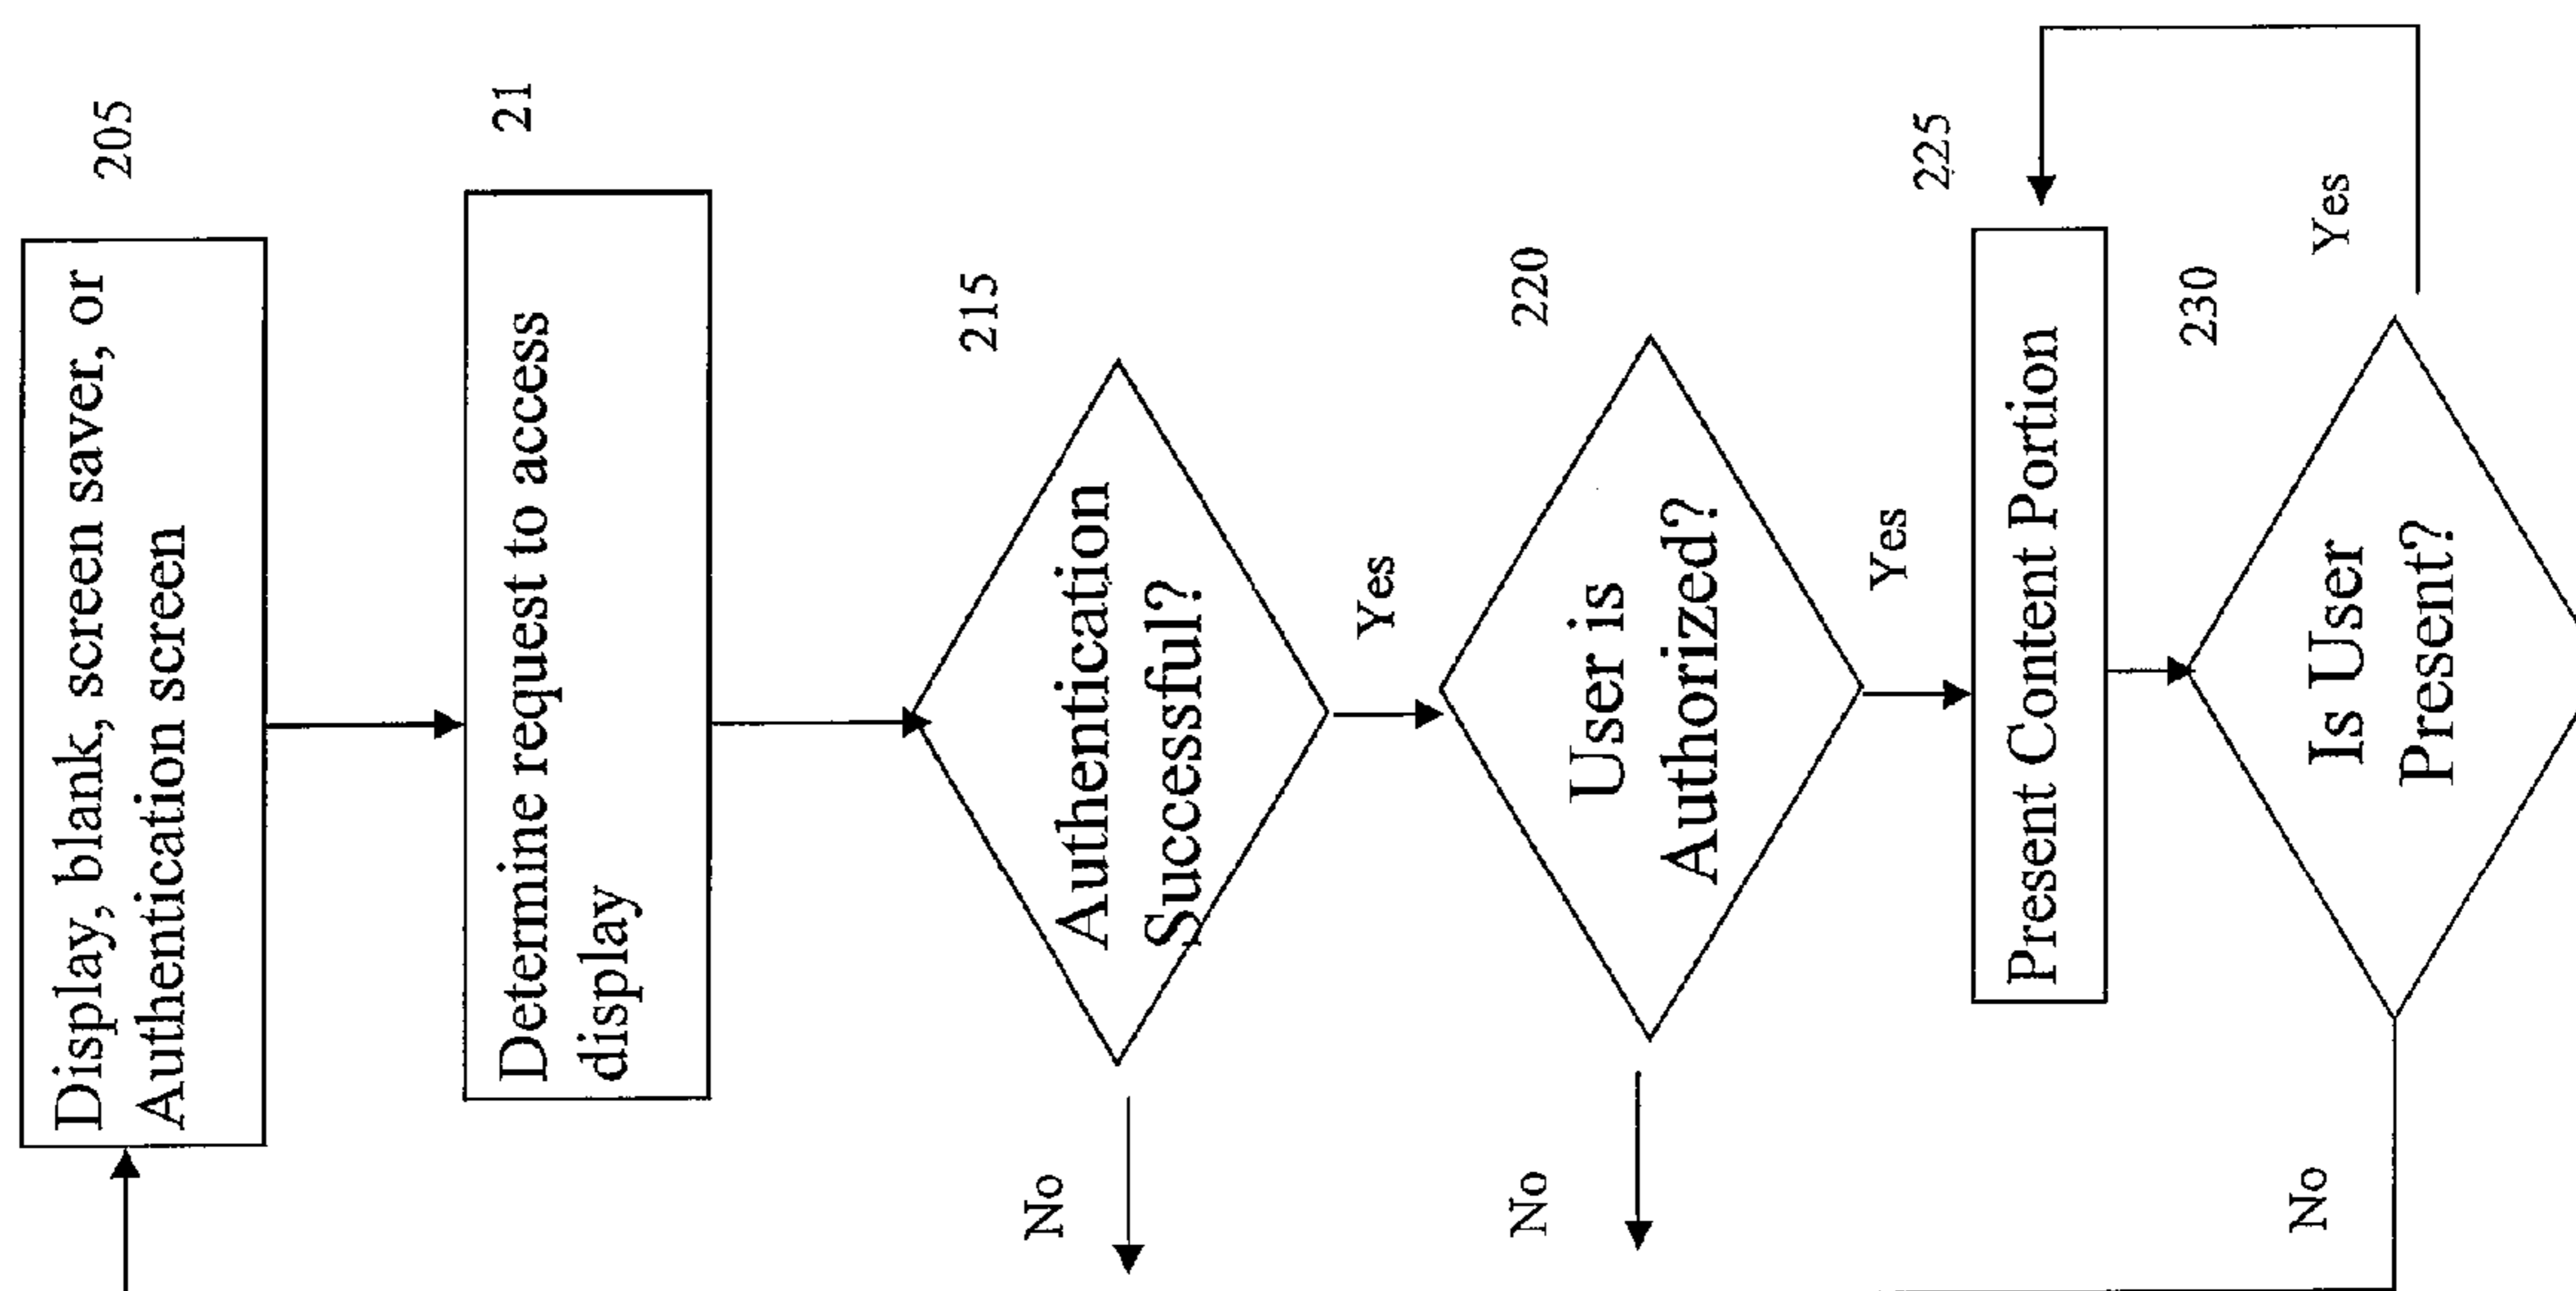 205
Display, blank, screen saver, or
Authentication screen
21
Determine request to access
display
215
Authentication
Successful?
No
Yes
220
User is
Authorized?
No
Yes
225
Present Content Portion
230
Is User
Present?
Yes
No